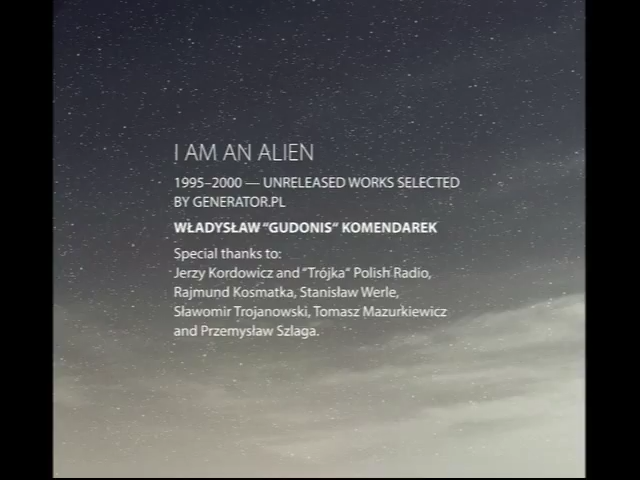 I AM AN ALIEN
1995–2000 — UNRELEASED WORKS SELECTED
BY GENERATOR.PL
WŁADYSŁAW “GUDONIS“ KOMENDAREK
Special thanks to:
Jerzy Kordowicz and “Trójka“ Polish Radio,
Rajmund Kosmatka, Stanisław Werle,
Sławomir Trojanowski, Tomasz Mazurkiewicz
and Przemysław Szlaga.